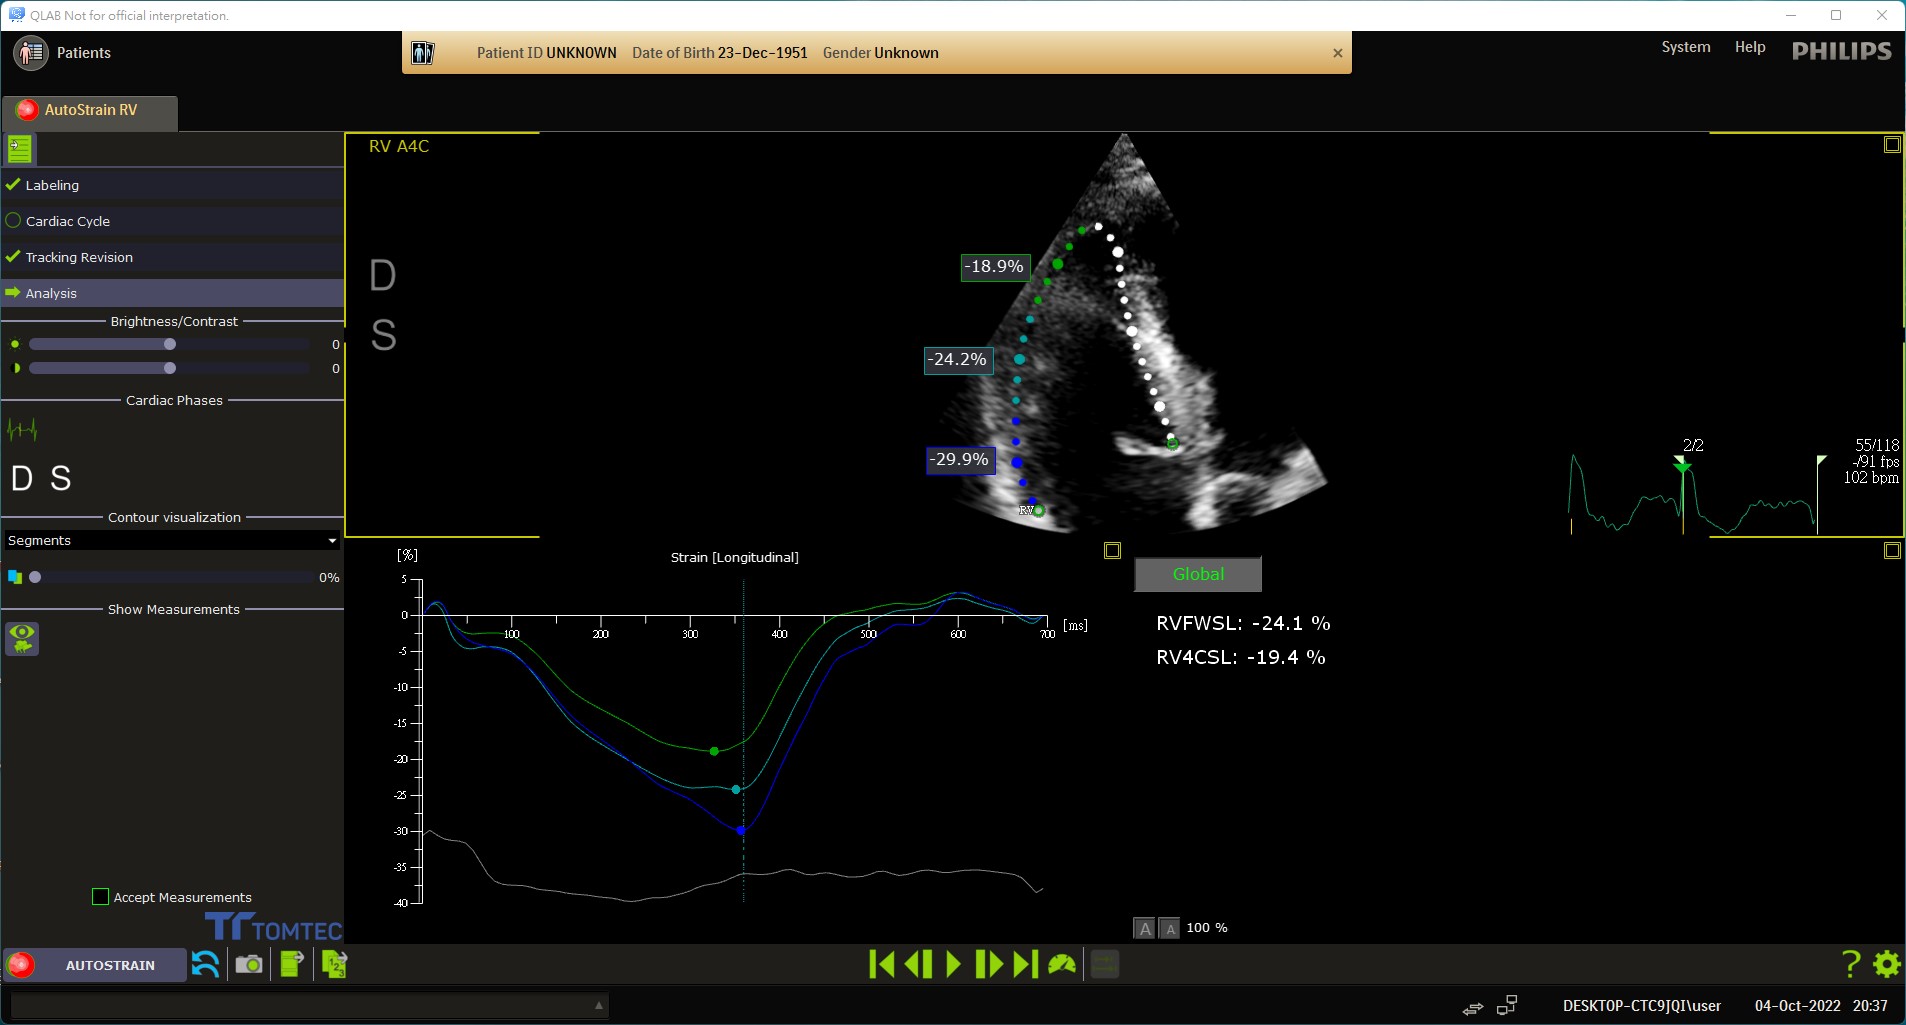 QLAB Not for official interpretation.
Patients
Patient ID UNKNOWN Date of Birth 23-Dec-1951 Gender Unknown
System Help PHILIPS
AutoStrain RV
Labeling
Cardiac Cycle
Tracking Revision
Analysis
Brightness/Contrast
0
0
Cardiac Phases
D S
Contour visualization
Segments
0%
Show Measurements
Accept Measurements
TOMTEC
RV A4C
D
S
-18.9%
-24.2%
-29.9%
RV
2/2
55/118
-/91 fps
102 bpm
[%]
Strain [Longitudinal]
5
0
-5
-10
-15
-20
-25
-30
-35
-40
100 200 300 400 500 600 700 [ms]
Global
RVFWSL: -24.1 %
RV4CSL: -19.4 %
A A 100 %
AUTOSTRAIN
1 2 3
?
DESKTOP-CTC9JQI\user 04-Oct-2022 20:37